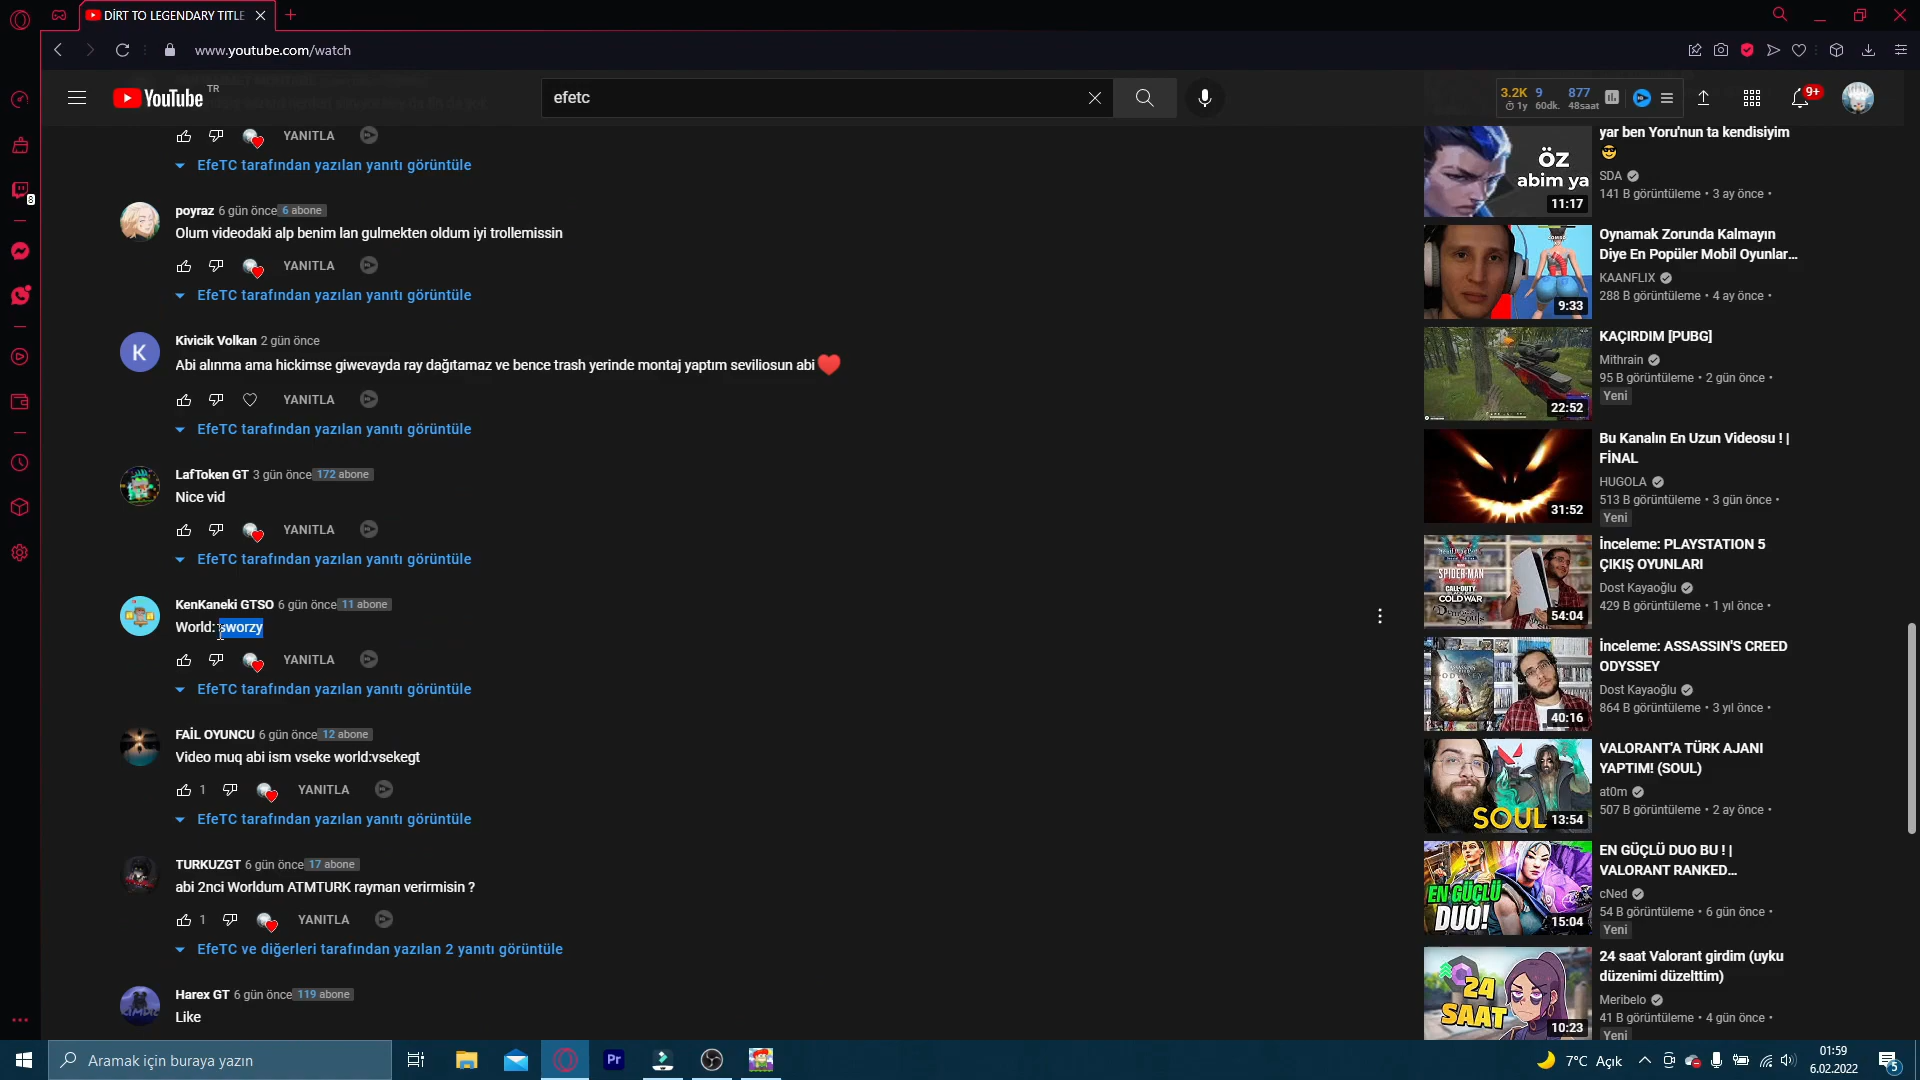 DİRT TO LEGENDARY TITLE
www.youtube.com/watch
YouTube TR
efetc
3.2K 9 877
1y 60dk. 48saat
9+
8
YANITLA
EfeTC tarafından yazılan yanıtı görüntüle
poyraz 6 gün önce 6 abone
Olum videodaki alp benim lan gulmekten oldum iyi trollemissin
YANITLA
EfeTC tarafından yazılan yanıtı görüntüle
K
Kivicik Volkan 2 gün önce
Abi alınma ama hickimse giwevayda ray dağıtamaz ve bence trash yerinde montaj yaptım seviliosun abi❤
YANITLA
EfeTC tarafından yazılan yanıtı görüntüle
LafToken GT 3 gün önce 172 abone
Nice vid
YANITLA
EfeTC tarafından yazılan yanıtı görüntüle
KenKaneki GTSO 6 gün önce 11 abone
World: sworzy
YANITLA
EfeTC tarafından yazılan yanıtı görüntüle
FAİL OYUNCU 6 gün önce 12 abone
Video muq abi ism vseke world:vsekegt
1 YANITLA
EfeTC tarafından yazılan yanıtı görüntüle
TURKUZGT 6 gün önce 17 abone
abi 2nci Worldum ATMTURK rayman verirmisin ?
1 YANITLA
EfeTC ve diğerleri tarafından yazılan 2 yanıtı görüntüle
Harex GT 6 gün önce 119 abone
Like
öz
abim ya
11:17
yar ben Yoru'nun ta kendisiyim
😎
SDA
141 B görüntüleme • 3 ay önce •
9:33
Oynamak Zorunda Kalmayın
Diye En Popüler Mobil Oyunlar...
KAANFLIX
288 B görüntüleme • 4 ay önce •
22:52
KAÇIRDIM [PUBG]
Mithrain
95 B görüntüleme • 2 gün önce •
Yeni
31:52
Bu Kanalın En Uzun Videosu ! |
FİNAL
HUGOLA
513 B görüntüleme • 3 gün önce •
Yeni
SPIDER-MAN
CALL OF DUTY
COLD WAR
Demon's Souls
54:04
İnceleme: PLAYSTATION 5
ÇIKIŞ OYUNLARI
Dost Kayaoğlu
429 B görüntüleme • 1 yıl önce •
ODYSSEY
40:16
İnceleme: ASSASSIN'S CREED
ODYSSEY
Dost Kayaoğlu
864 B görüntüleme • 3 yıl önce •
SOUL
13:54
VALORANT'A TÜRK AJANI
YAPTIM! (SOUL)
at0m
507 B görüntüleme • 2 ay önce •
EN GÜÇLÜ
DUO!
15:04
EN GÜÇLÜ DUO BU ! |
VALORANT RANKED...
cNed
54 B görüntüleme • 6 gün önce •
Yeni
24
SAAT
10:23
24 saat Valorant girdim (uyku
düzenimi düzelttim)
Meribelo
41 B görüntüleme • 4 gün önce •
Yeni
Aramak için buraya yazın
Pr
7°C Açık
01:59
6.02.2022
5